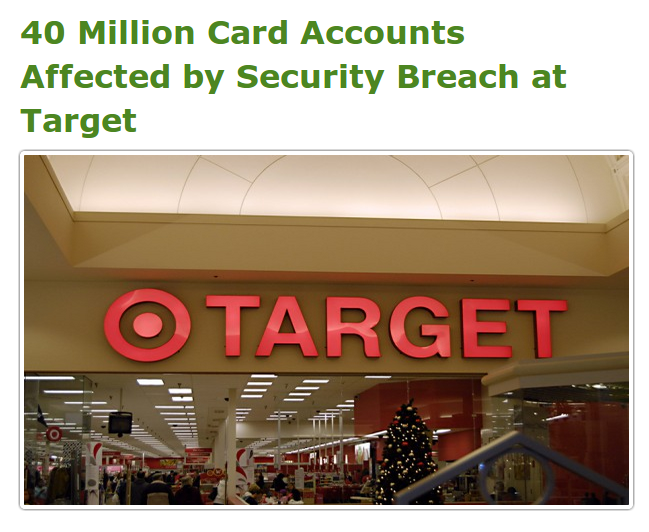 40 Million Card Accounts
Affected by Security Breach at
Target
TARGET